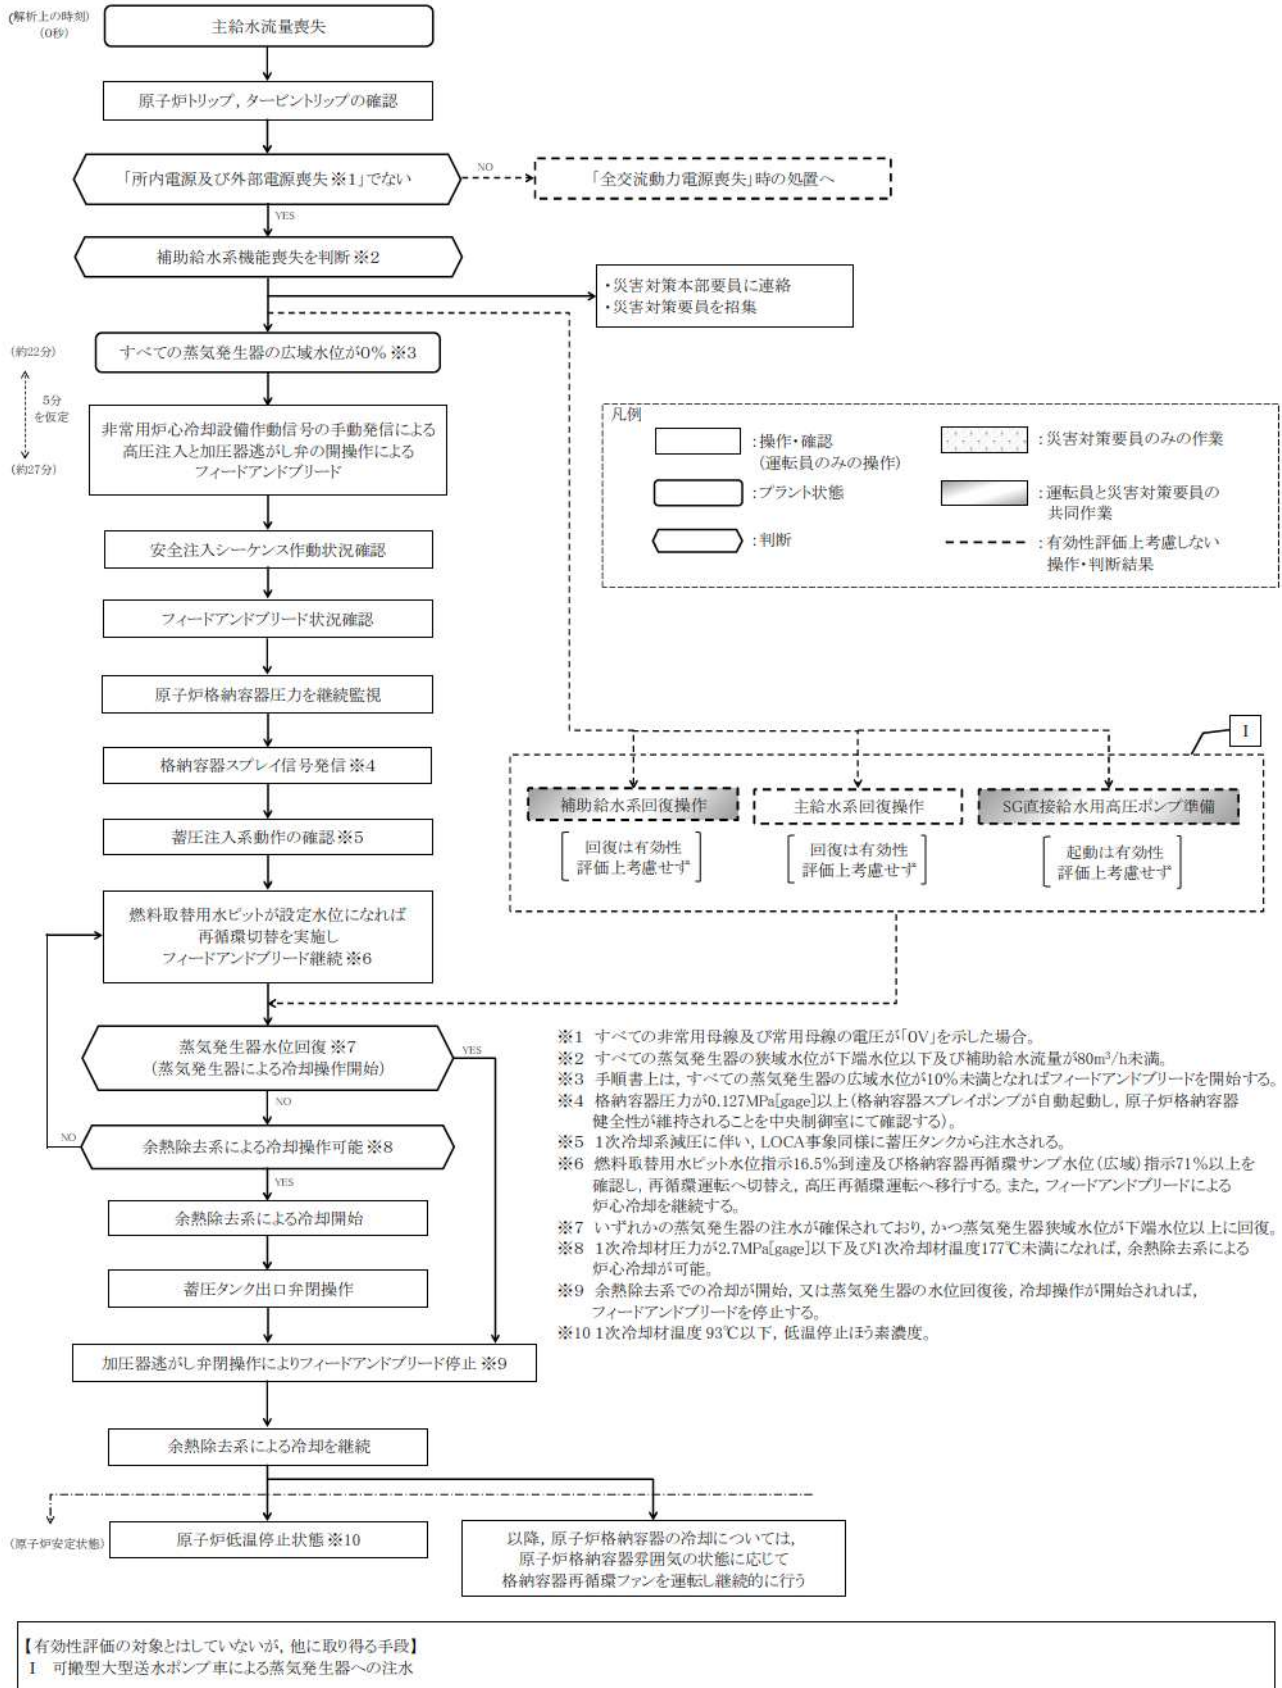 (解析上の時刻)
(0秒)
主給水流量喪失
原子炉トリップ，タービントリップの確認
「所内電源及び外部電源喪失※1」でない
NO
「全交流動力電源喪失」時の処置へ
YES
補助給水系機能喪失を判断※2
・災害対策本部要員に連絡
・災害対策要員を招集
(約22分)
すべての蒸気発生器の広域水位が0%※3
5分
を仮定
(約27分)
非常用炉心冷却設備作動信号の手動発信による
高圧注入と加圧器逃がし弁の開操作による
フィードアンドブリード
凡例
：操作・確認
(運転員のみの操作)
：災害対策要員のみの作業
：プラント状態
：運転員と災害対策要員の
共同作業
：判断
：有効性評価上考慮しない
操作・判断結果
安全注入シーケンス作動状況確認
フィードアンドブリード状況確認
原子炉格納容器圧力を継続監視
格納容器スプレイ信号発信※4
蓄圧注入系動作の確認※5
I
補助給水系回復操作
回復は有効性
評価上考慮せず
主給水系回復操作
回復は有効性
評価上考慮せず
SG直接給水用高圧ポンプ準備
起動は有効性
評価上考慮せず
燃料取替用水ピットが設定水位になれば
再循環切替を実施し
フィードアンドブリード継続※6
蒸気発生器水位回復※7
(蒸気発生器による冷却操作開始)
YES
NO
NO
余熱除去系による冷却操作可能※8
YES
余熱除去系による冷却開始
蓄圧タンク出口弁閉操作
加圧器逃がし弁閉操作によりフィードアンドブリード停止※9
余熱除去系による冷却を継続
(原子炉安定状態)
原子炉低温停止状態※10
以降，原子炉格納容器の冷却については，
原子炉格納容器雰囲気の状態に応じて
格納容器再循環ファンを運転し継続的に行う
※1 すべての非常用母線及び常用母線の電圧が「0V」を示した場合。
※2 すべての蒸気発生器の狭域水位が下端水位以下及び補助給水流量が80m³/h未満。
※3 手順書上は，すべての蒸気発生器の広域水位が10%未満となればフィードアンドブリードを開始する。
※4 格納容器圧力が0.127MPa[gage]以上(格納容器スプレイポンプが自動起動し，原子炉格納容器
健全性が維持されることを中央制御室にて確認する)。
※5 1次冷却系減圧に伴い，LOCA事象同様に蓄圧タンクから注水される。
※6 燃料取替用水ピット水位指示16.5%到達及び格納容器再循環サンプ水位(広域)指示71%以上を
確認し，再循環運転へ切替え，高圧再循環運転へ移行する。また，フィードアンドブリードによる
炉心冷却を継続する。
※7 いずれかの蒸気発生器の注水が確保されており，かつ蒸気発生器狭域水位が下端水位以上に回復。
※8 1次冷却材圧力が2.7MPa[gage]以下及び1次冷却材温度177℃未満になれば，余熱除去系による
炉心冷却が可能。
※9 余熱除去系での冷却が開始，又は蒸気発生器の水位回復後，冷却操作が開始されれば，
フィードアンドブリードを停止する。
※10 1次冷却材温度 93℃以下，低温停止ほう素濃度。
【有効性評価の対象とはしていないが，他に取り得る手段】
I 可搬型大型送水ポンプ車による蒸気発生器への注水